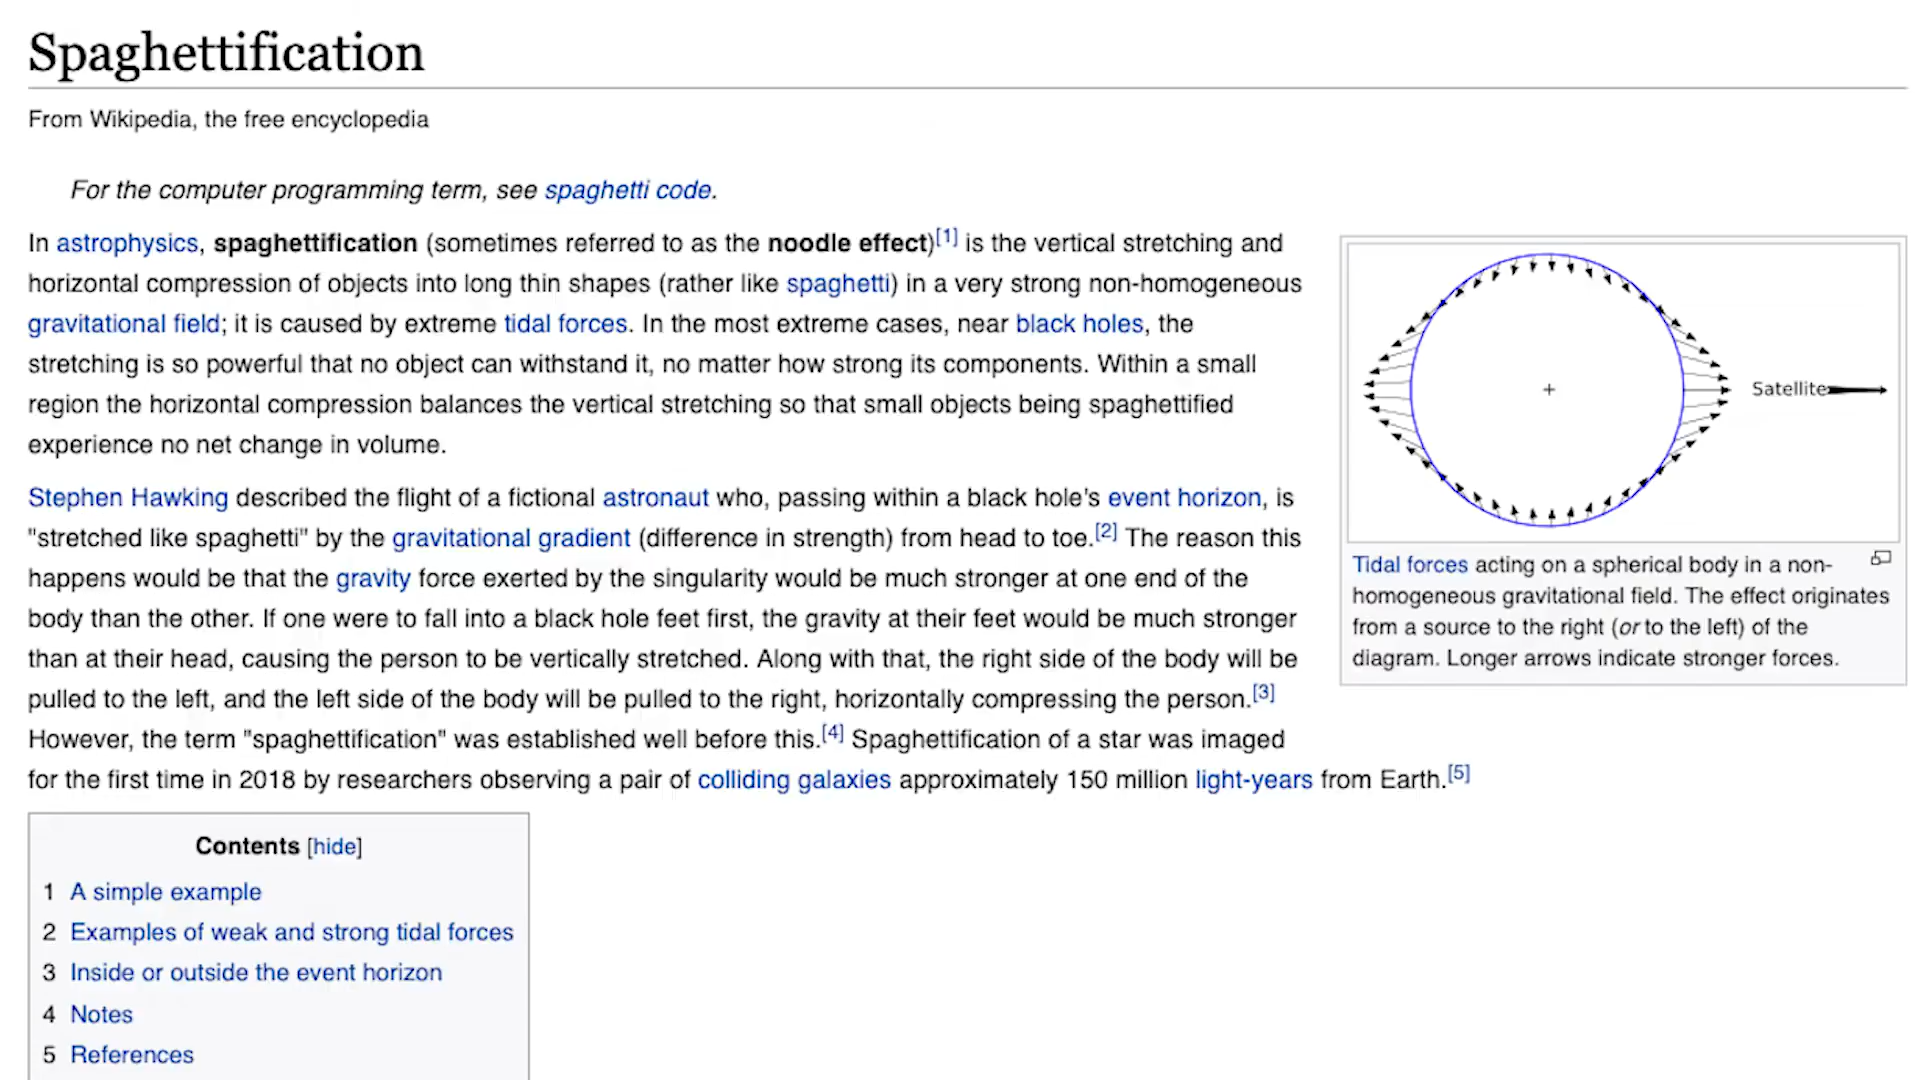 Spaghettification
From Wikipedia, the free encyclopedia
For the computer programming term, see spaghetti code.
In astrophysics, spaghettification (sometimes referred to as the noodle effect)[1] is the vertical stretching and
horizontal compression of objects into long thin shapes (rather like spaghetti) in a very strong non-homogeneous
gravitational field; it is caused by extreme tidal forces. In the most extreme cases, near black holes, the
stretching is so powerful that no object can withstand it, no matter how strong its components. Within a small
region the horizontal compression balances the vertical stretching so that small objects being spaghettified
experience no net change in volume.
Stephen Hawking described the flight of a fictional astronaut who, passing within a black hole's event horizon, is
"stretched like spaghetti" by the gravitational gradient (difference in strength) from head to toe.[2] The reason this
happens would be that the gravity force exerted by the singularity would be much stronger at one end of the
body than the other. If one were to fall into a black hole feet first, the gravity at their feet would be much stronger
than at their head, causing the person to be vertically stretched. Along with that, the right side of the body will be
pulled to the left, and the left side of the body will be pulled to the right, horizontally compressing the person.[3]
However, the term "spaghettification" was established well before this.[4] Spaghettification of a star was imaged
for the first time in 2018 by researchers observing a pair of colliding galaxies approximately 150 million light-years from Earth.[5]
Satellite
Tidal forces acting on a spherical body in a non-
homogeneous gravitational field. The effect originates
from a source to the right (or to the left) of the
diagram. Longer arrows indicate stronger forces.
Contents [hide]
1 A simple example
2 Examples of weak and strong tidal forces
3 Inside or outside the event horizon
4 Notes
5 References